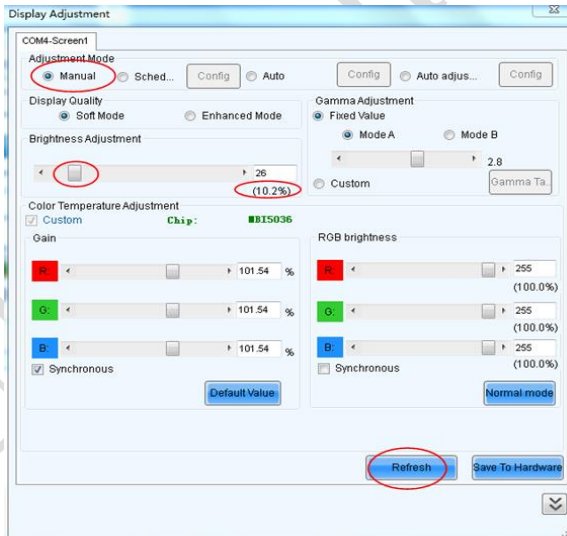 Display Adjustment
COM4-Screen1
Adjustment Mode
Manual Sched... Config Auto Config Auto adjus... Config
Display Quality
Soft Mode Enhanced Mode
Gamma Adjustment
Fixed Value
Mode A Mode B
2.8
Custom Gamma Ta..
Brightness Adjustment
26
(10.2%)
Color Temperature Adjustment
Custom Chip: MBI5036
Gain
R: 101.54 %
G: 101.54 %
B: 101.54 %
Synchronous
Default Value
RGB brightness
R: 255
(100.0%)
G: 255
(100.0%)
B: 255
(100.0%)
Synchronous
Normal mode
Refresh Save To Hardware